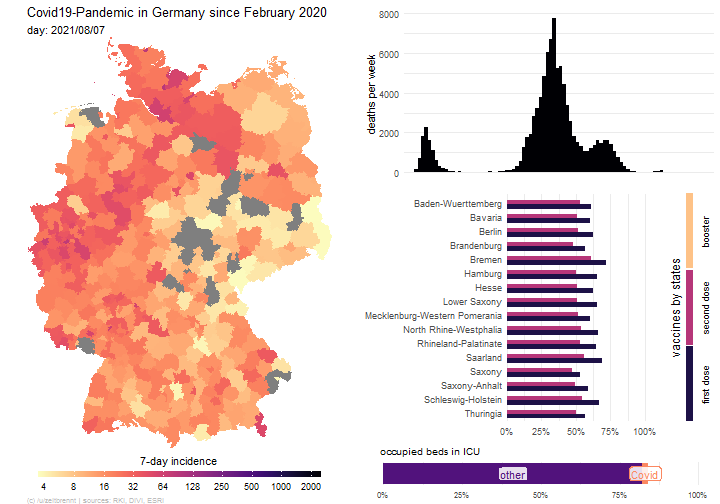 Covid19-Pandemic in Germany since February 2020
day: 2021/08/07
7-day incidence
4 8 16 32 64 128 256 500 1000 2000
(c) /u/zeitbremt | sources: RKI, DIVI, ESRI
deaths per week
8000
6000
4000
2000
0
Baden-Wuerttemberg
Bavaria
Berlin
Brandenburg
Bremen
Hamburg
Hesse
Lower Saxony
Mecklenburg-Western Pomerania
North Rhine-Westphalia
Rhineland-Palatinate
Saarland
Saxony
Saxony-Anhalt
Schleswig-Holstein
Thuringia
0% 25% 50% 75% 100%
vaccines by states
booster
second dose
first dose
occupied beds in ICU
other Covid
0% 25% 50% 75% 100%